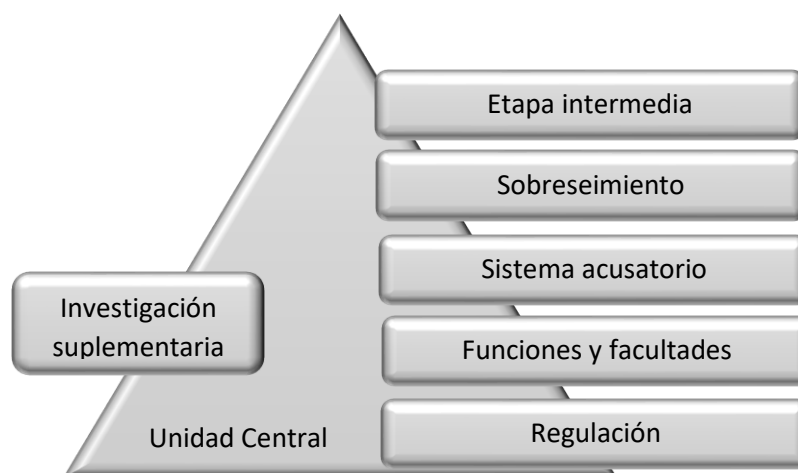 Etapa intermedia
Sobreseimiento
Sistema acusatorio
Investigación
suplementaria
Funciones y facultades
Unidad Central
Regulación